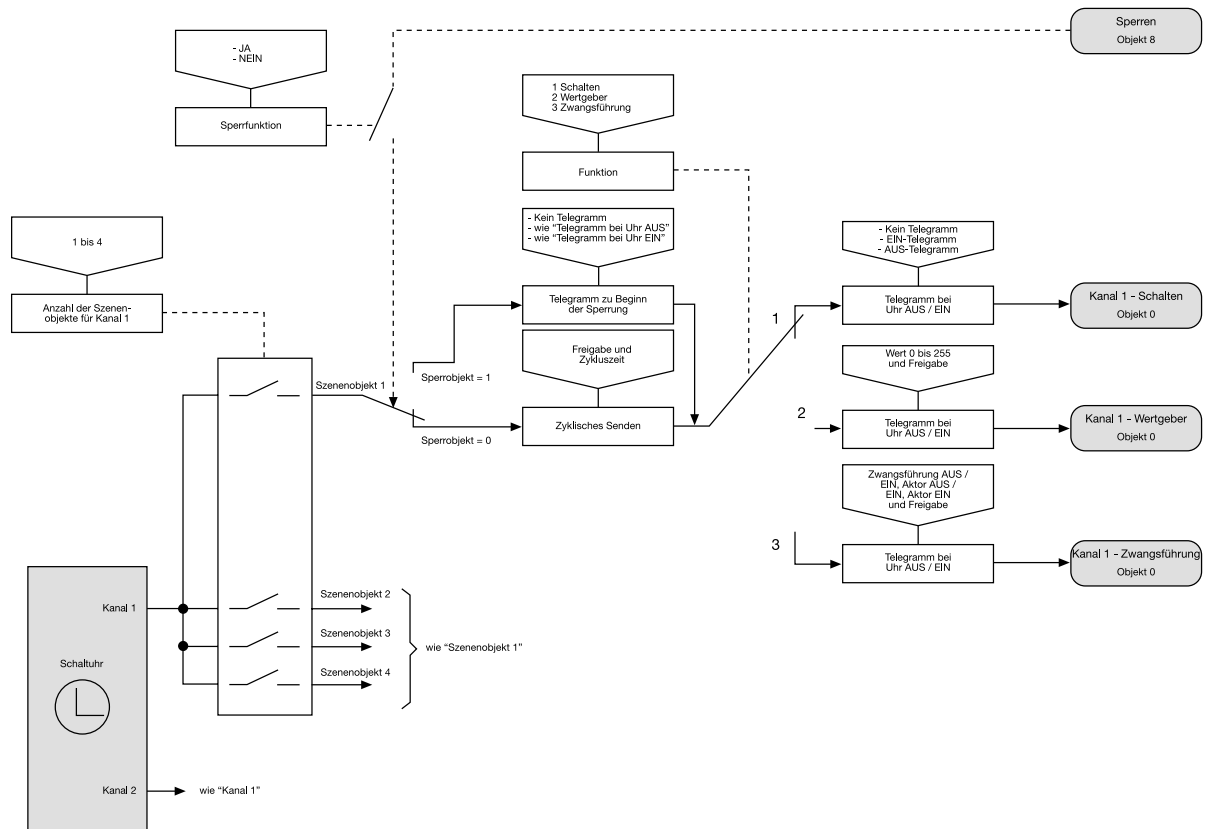 Sperren
Objekt 8
- JA
- NEIN
Sperrfunktion
1 Schalten
2 Wertgeber
3 Zwangsführung
Funktion
1 bis 4
Anzahl der Szenen-
objekte für Kanal 1
- Kein Telegramm
- wie “Telegramm bei Uhr AUS”
- wie “Telegramm bei Uhr EIN”
Telegramm zu Beginn
der Sperrung
- Kein Telegramm
- EIN-Telegramm
- AUS-Telegramm
1
Telegramm bei
Uhr AUS / EIN
Kanal 1 - Schalten
Objekt 0
Szenenobjekt 1
Sperrobjekt = 1
Sperrobjekt = 0
Freigabe und
Zykluszeit
Zyklisches Senden
Wert 0 bis 255
und Freigabe
2
Telegramm bei
Uhr AUS / EIN
Kanal 1 - Wertgeber
Objekt 0
Zwangsführung AUS /
EIN, Aktor AUS /
EIN, Aktor EIN
und Freigabe
3
Telegramm bei
Uhr AUS / EIN
Kanal 1 - Zwangsführung
Objekt 0
Kanal 1
Szenenobjekt 2
Szenenobjekt 3
Szenenobjekt 4
wie “Szenenobjekt 1”
Schaltuhr
Kanal 2
wie “Kanal 1”